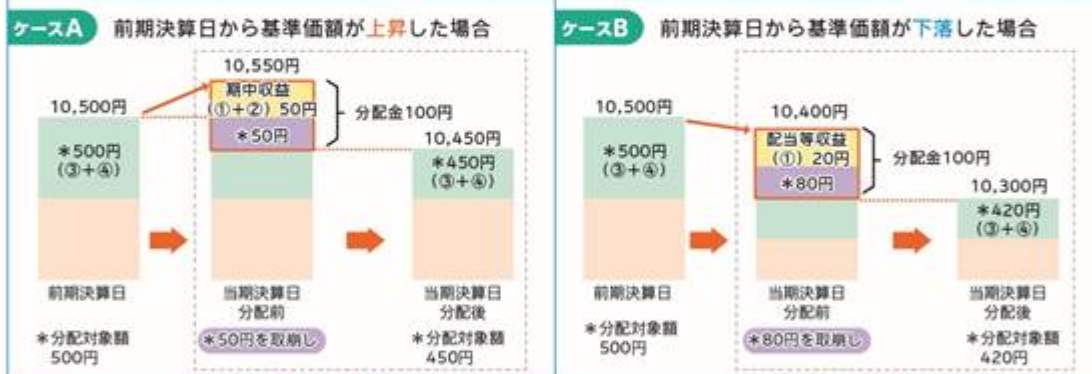 ケースA 前期決算日から基準価額が上昇した場合
10,550円
期中収益
(①+②) 50円
10,500円
分配金100円
*50円
10,450円
*500円
(③+④)
*450円
(③+④)
前期決算日
当期決算日
分配前
当期決算日
分配後
*分配対象額
500円
*50円を取崩し
*分配対象額
450円
ケースB 前期決算日から基準価額が下落した場合
10,500円
10,400円
配当等収益
(①) 20円
*500円
(③+④)
分配金100円
*80円
10,300円
*420円
(③+④)
前期決算日
当期決算日
分配前
当期決算日
分配後
*分配対象額
500円
*80円を取崩し
*分配対象額
420円